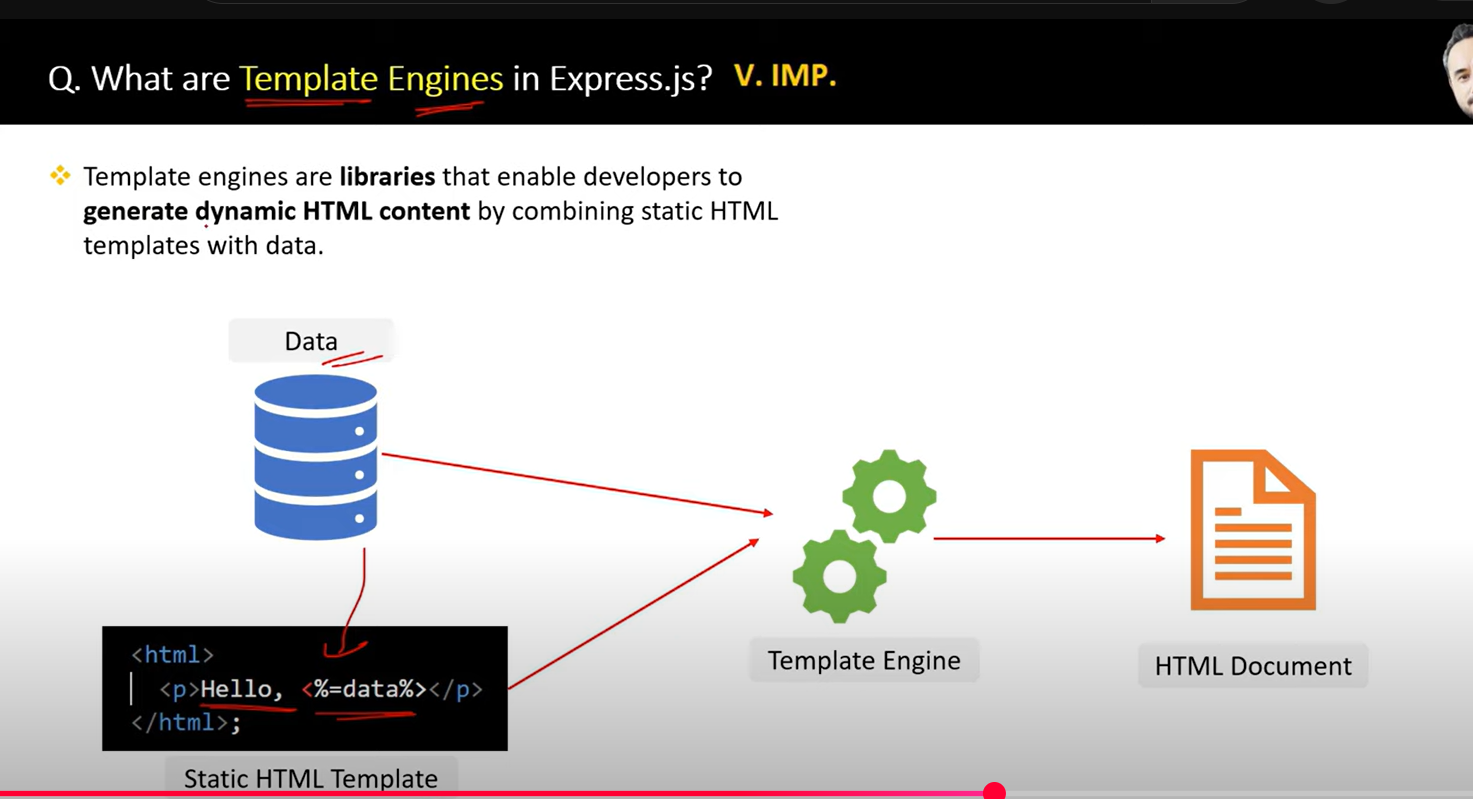 Q. What are Template Engines in Express.js? V. IMP.
Template engines are libraries that enable developers to
generate dynamic HTML content by combining static HTML
templates with data.
Data
<html>
<p>Hello, <%=data%></p>
</html>;
Static HTML Template
Template Engine
HTML Document